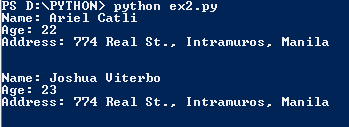 PS D:\PYTHON> python ex2.py
Name: Ariel Catli
Age: 22
Address: 774 Real St., Intramuros, Manila
Name: Joshua Viterbo
Age: 23
Address: 774 Real St., Intramuros, Manila